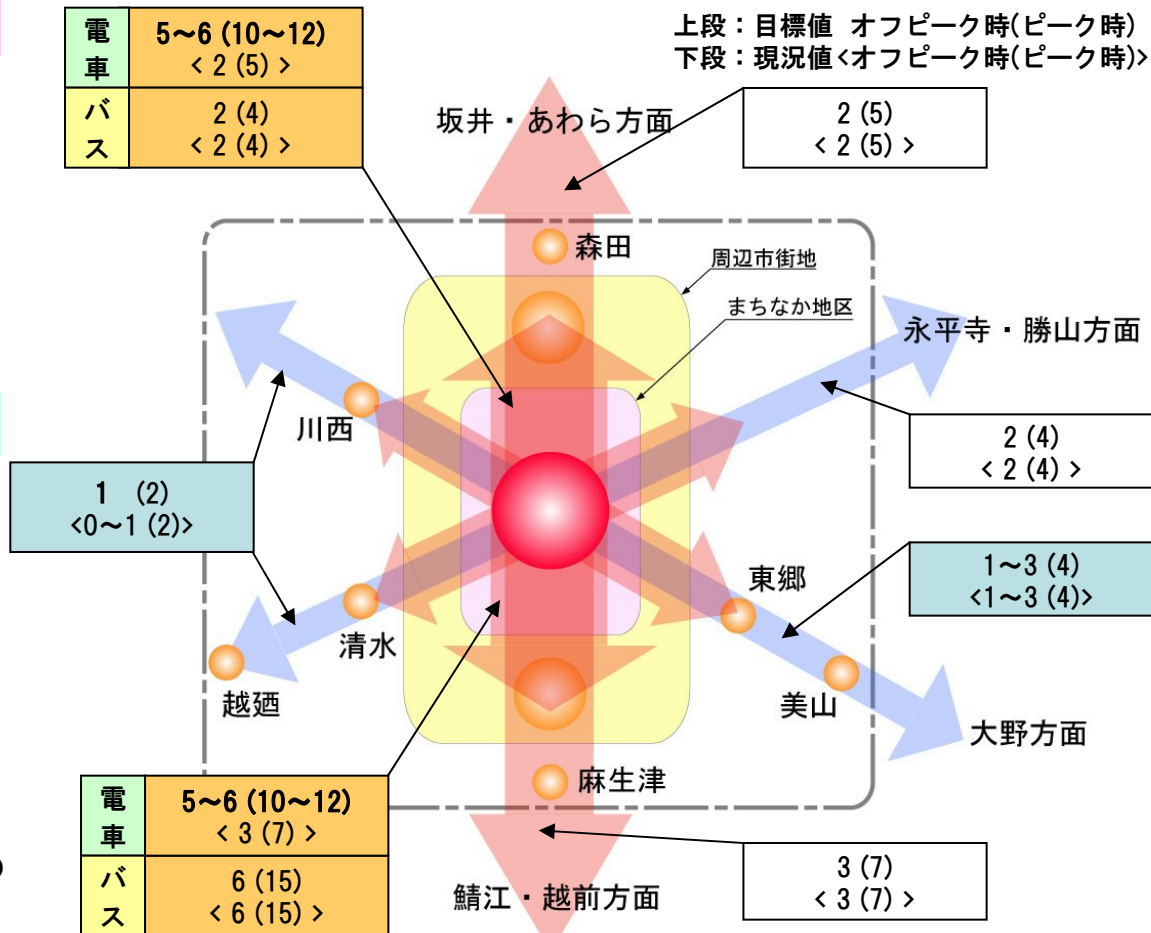 上段：目標値 オフピーク時(ピーク時)
下段：現況値<オフピーク時(ピーク時)>
電車
5～6 (10～12)
< 2 (5) >
バス
2 (4)
< 2 (4) >
坂井・あわら方面
2 (5)
< 2 (5) >
森田
周辺市街地
まちなか地区
永平寺・勝山方面
川西
2 (4)
< 2 (4) >
1 (2)
<0～1 (2)>
東郷
1～3 (4)
<1～3 (4)>
清水
越廼
美山
大野方面
麻生津
電車
5～6 (10～12)
< 3 (7) >
バス
6 (15)
< 6 (15) >
鯖江・越前方面
3 (7)
< 3 (7) >